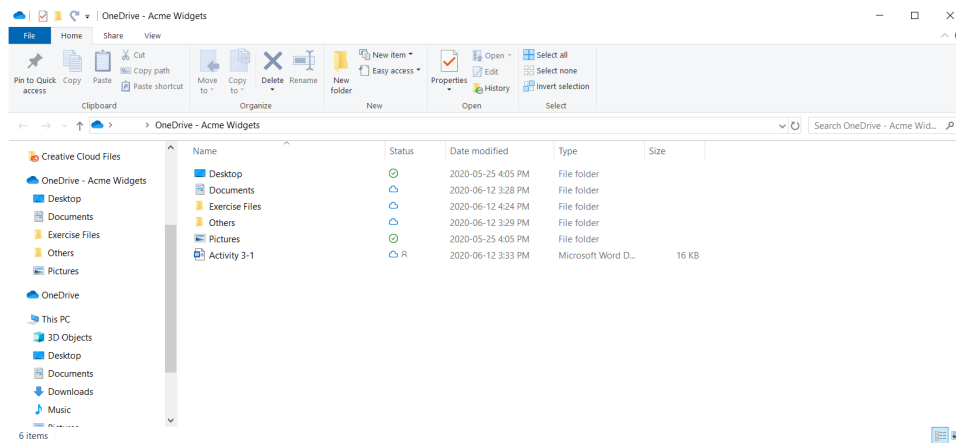 OneDrive - Acme Widgets
File Home Share View
Pin to Quick access
Copy
Paste
Cut
Copy path
Paste shortcut
Move to
Copy to
Delete
Rename
New folder
New item
Easy access
Properties
Open
Edit
History
Select all
Select none
Invert selection
Clipboard Organize New Open Select
OneDrive - Acme Widgets
Search OneDrive - Acme Wid...
Creative Cloud Files
OneDrive - Acme Widgets
Desktop
Documents
Exercise Files
Others
Pictures
OneDrive
This PC
3D Objects
Desktop
Documents
Downloads
Music
Name Status Date modified Type Size
Desktop 2020-05-25 4:05 PM File folder
Documents 2020-06-12 3:28 PM File folder
Exercise Files 2020-06-12 4:24 PM File folder
Others 2020-06-12 3:29 PM File folder
Pictures 2020-05-25 4:05 PM File folder
Activity 3-1 2020-06-12 3:33 PM Microsoft Word D... 16 KB
6 items